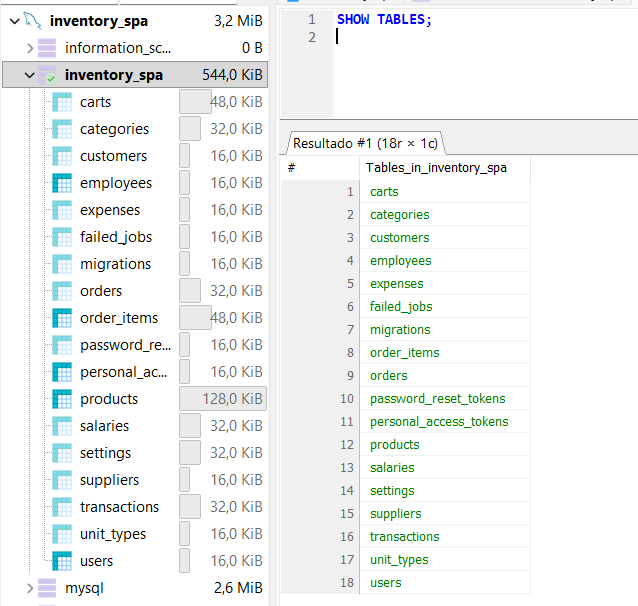 inventory_spa 3,2 MiB
information_sc... 0 B
inventory_spa 544,0 KiB
carts 48,0 KiB
categories 32,0 KiB
customers 16,0 KiB
employees 16,0 KiB
expenses 16,0 KiB
failed_jobs 16,0 KiB
migrations 16,0 KiB
orders 32,0 KiB
order_items 48,0 KiB
password_re... 16,0 KiB
personal_ac... 16,0 KiB
products 128,0 KiB
salaries 32,0 KiB
settings 32,0 KiB
suppliers 16,0 KiB
transactions 32,0 KiB
unit_types 16,0 KiB
users 16,0 KiB
mysql 2,6 MiB
1 SHOW TABLES;
2
Resultado #1 (18r × 1c)
# Tables_in_inventory_spa
1 carts
2 categories
3 customers
4 employees
5 expenses
6 failed_jobs
7 migrations
8 order_items
9 orders
10 password_reset_tokens
11 personal_access_tokens
12 products
13 salaries
14 settings
15 suppliers
16 transactions
17 unit_types
18 users